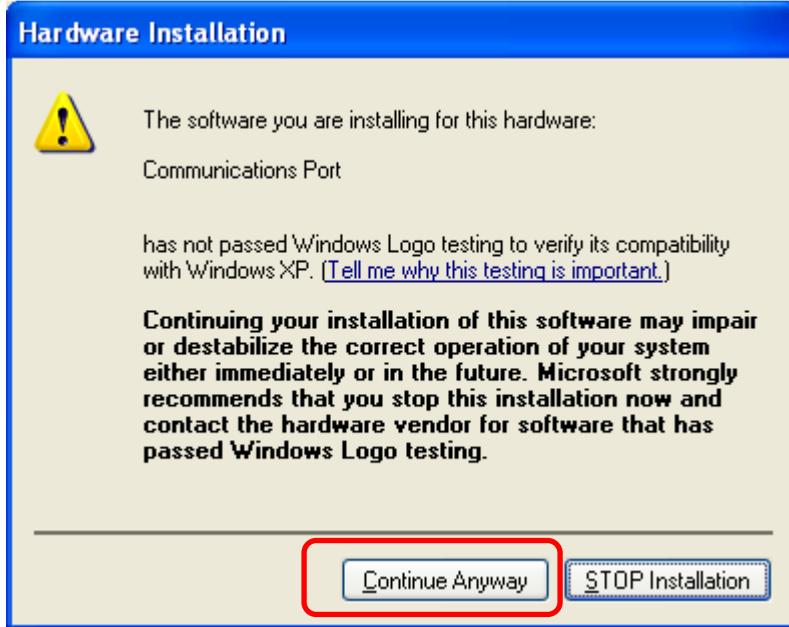 Hardware Installation
The software you are installing for this hardware:
Communications Port
has not passed Windows Logo testing to verify its compatibility
with Windows XP. (Tell me why this testing is important.)
Continuing your installation of this software may impair
or destabilize the correct operation of your system
either immediately or in the future. Microsoft strongly
recommends that you stop this installation now and
contact the hardware vendor for software that has
passed Windows Logo testing.
Continue Anyway STOP Installation